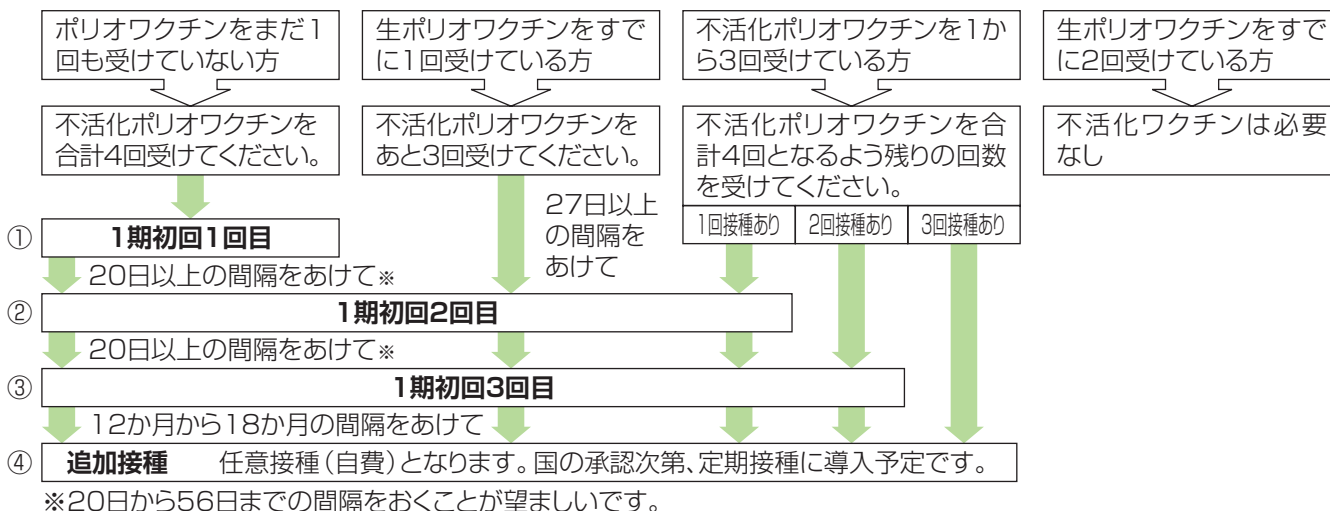 ポリオワクチンをまだ1
回も受けていない方
生ポリオワクチンをすで
に1回受けている方
不活化ポリオワクチンを1か
ら3回受けている方
生ポリオワクチンをすで
に2回受けている方
不活化ポリオワクチンを
合計4回受けてください。
不活化ポリオワクチンを
あと3回受けてください。
不活化ポリオワクチンを合
計4回となるよう残りの回数
を受けてください。
不活化ワクチンは必要
なし
27日以上
の間隔を
あけて
1回接種あり
2回接種あり
3回接種あり
① 1期初回1回目
20日以上の間隔をあけて※
② 1期初回2回目
20日以上の間隔をあけて※
③ 1期初回3回目
12か月から18か月の間隔をあけて
④ 追加接種 任意接種(自費)となります。国の承認次第、定期接種に導入予定です。
※20日から56日までの間隔をおくことが望ましいです。